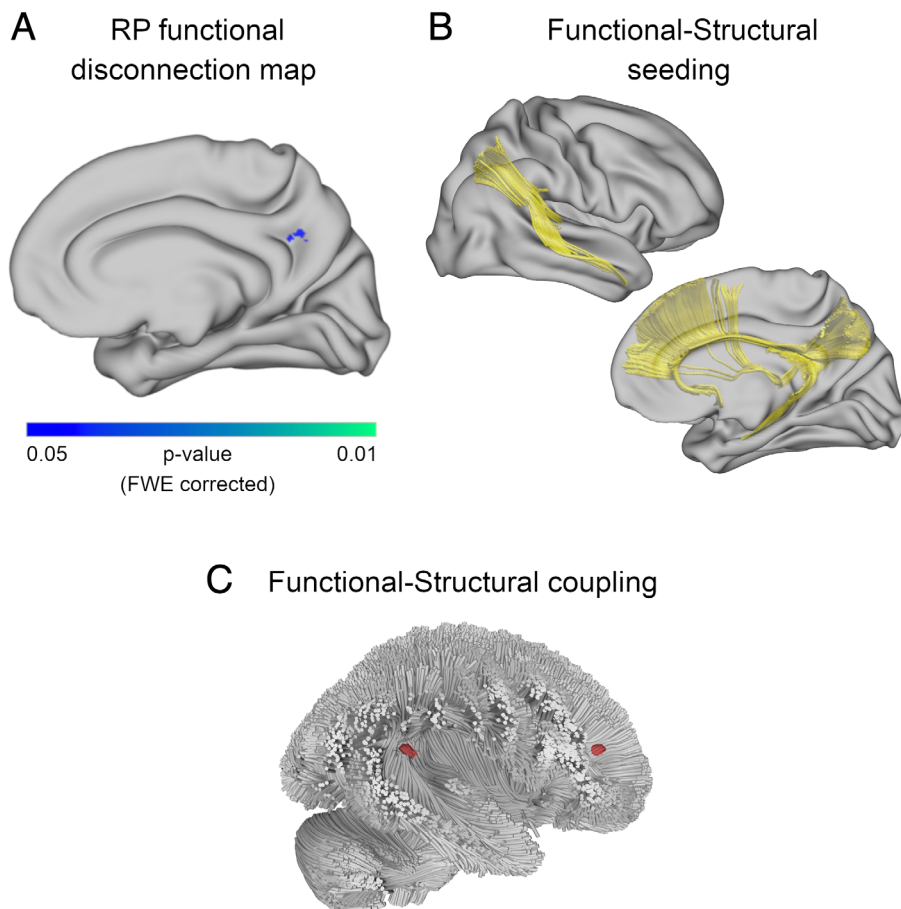 A
RP functional
disconnection map
B
Functional-Structural
seeding
0.05
p-value
0.01
(FWE corrected)
C
Functional-Structural coupling